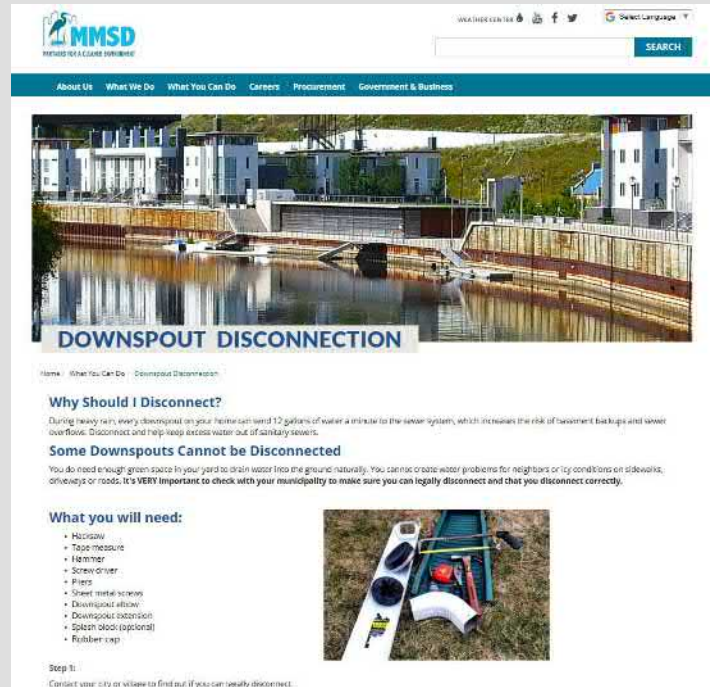 MMSD
PARTNERS FOR A CLEANER ENVIRONMENT
WEATHER CENTER
Select Language ▼
SEARCH
About Us What We Do What You Can Do Careers Procurement Government & Business
DOWNSPOUT DISCONNECTION
Home / What You Can Do / Downspout Disconnection
Why Should I Disconnect?
During heavy rain, every downspout on your home can send 12 gallons of water a minute to the sewer system, which increases the risk of basement backups and sewer
overflows. Disconnect and help keep excess water out of sanitary sewers.
Some Downspouts Cannot be Disconnected
You do need enough green space in your yard to drain water into the ground naturally. You cannot create water problems for neighbors or icy conditions on sidewalks,
driveways or roads. It's VERY important to check with your municipality to make sure you can legally disconnect and that you disconnect correctly.
What you will need:
• Hacksaw
• Tape measure
• Hammer
• Screw driver
• Pliers
• Sheet metal screws
• Downspout elbow
• Downspout extension
• Splash block (optional)
• Rubber cap
Step 1:
Contact your city or village to find out if you can legally disconnect.